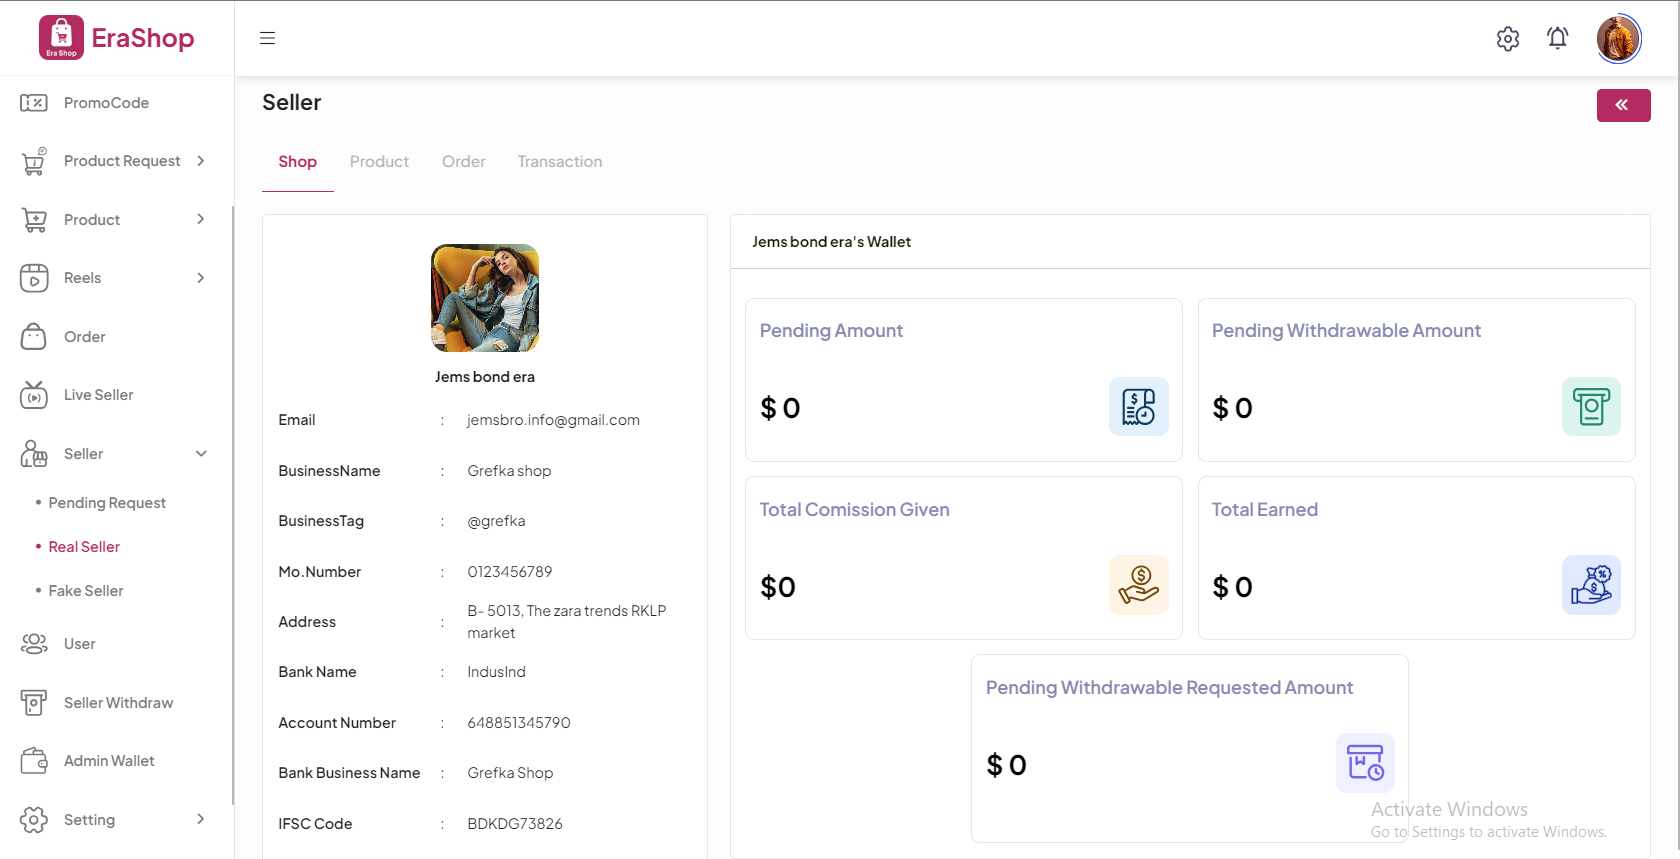 Era Shop
EraShop
PromoCode
Product Request
Product
Reels
Order
Live Seller
Seller
Pending Request
Real Seller
Fake Seller
User
Seller Withdraw
Admin Wallet
Setting
Seller
Shop
Product
Order
Transaction
Jems bond era
Email : jemsbro.info@gmail.com
BusinessName : Grefka shop
BusinessTag : @grefka
Mo.Number : 0123456789
Address : B- 5013, The zara trends RKLP
market
Bank Name : IndusInd
Account Number : 648851345790
Bank Business Name : Grefka Shop
IFSC Code : BDKDG73826
Jems bond era's Wallet
Pending Amount
$ 0
Pending Withdrawable Amount
$ 0
Total Comission Given
$0
Total Earned
$ 0
Pending Withdrawable Requested Amount
$ 0
Activate Windows
Go to Settings to activate Windows.